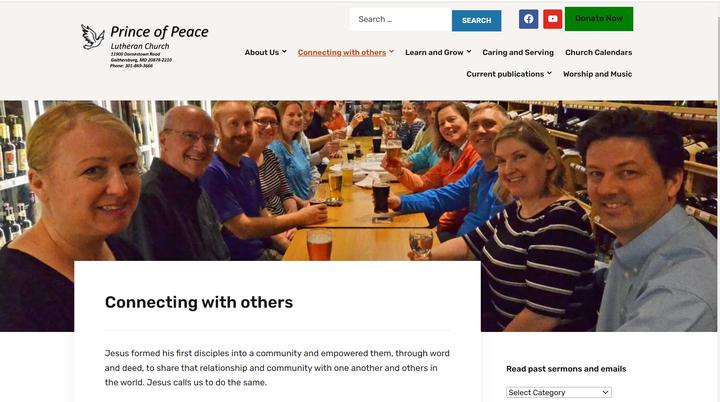 Search ...
SEARCH
Donate Now
Prince of Peace
Lutheran Church
11900 Darnestown Road
Gaithersburg, MD 20878-2210
Phone: 301-869-3666
About Us
Connecting with others
Learn and Grow
Caring and Serving
Church Calendars
Current publications
Worship and Music
Connecting with others
Jesus formed his first disciples into a community and empowered them, through word
and deed, to share that relationship and community with one another and others in
the world. Jesus calls us to do the same.
Read past sermons and emails
Select Category